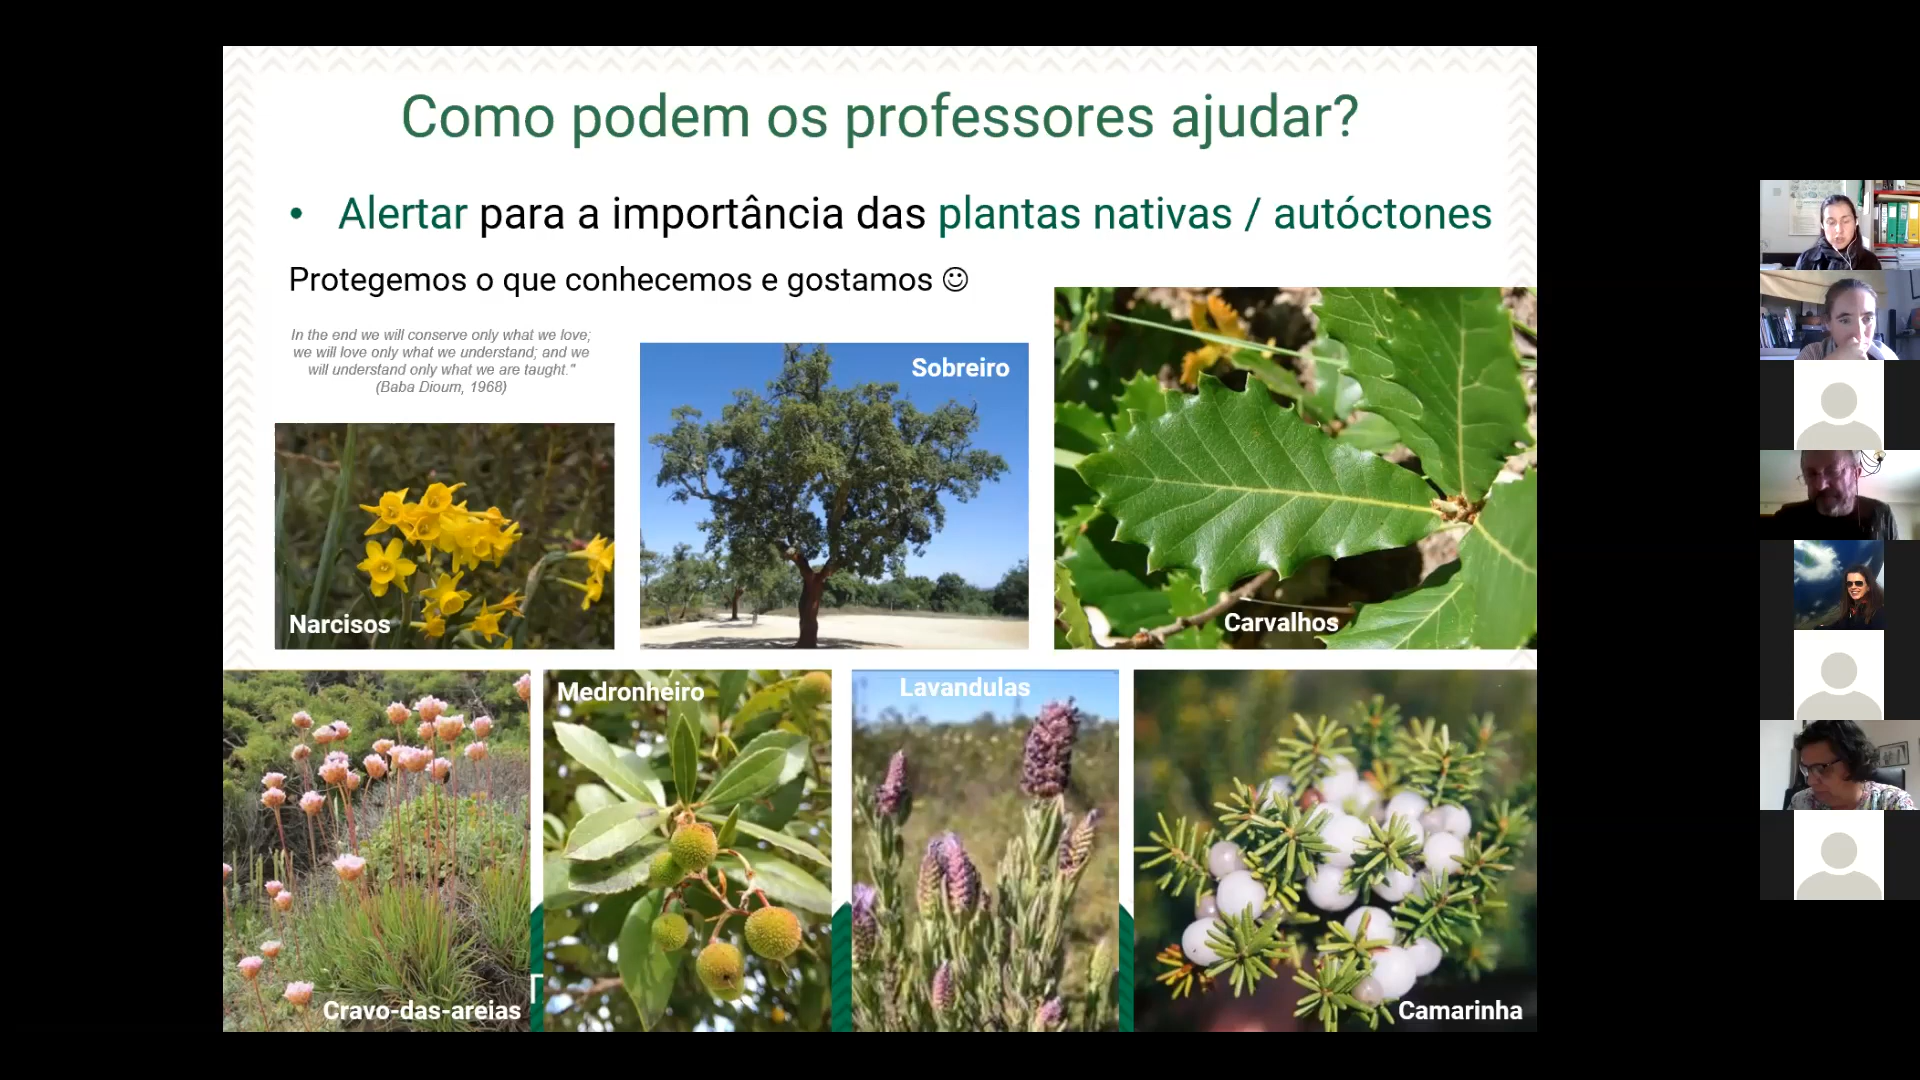 Como podem os professores ajudar?
• Alertar para a importância das plantas nativas / autóctones
Protegemos o que conhecemos e gostamos ☺
In the end we will conserve only what we love;
we will love only what we understand; and we
will understand only what we are taught."
(Baba Dioum, 1968)
Sobreiro
Narcisos
Carvalhos
Medronheiro
Lavandulas
Cravo-das-areias
Camarinha